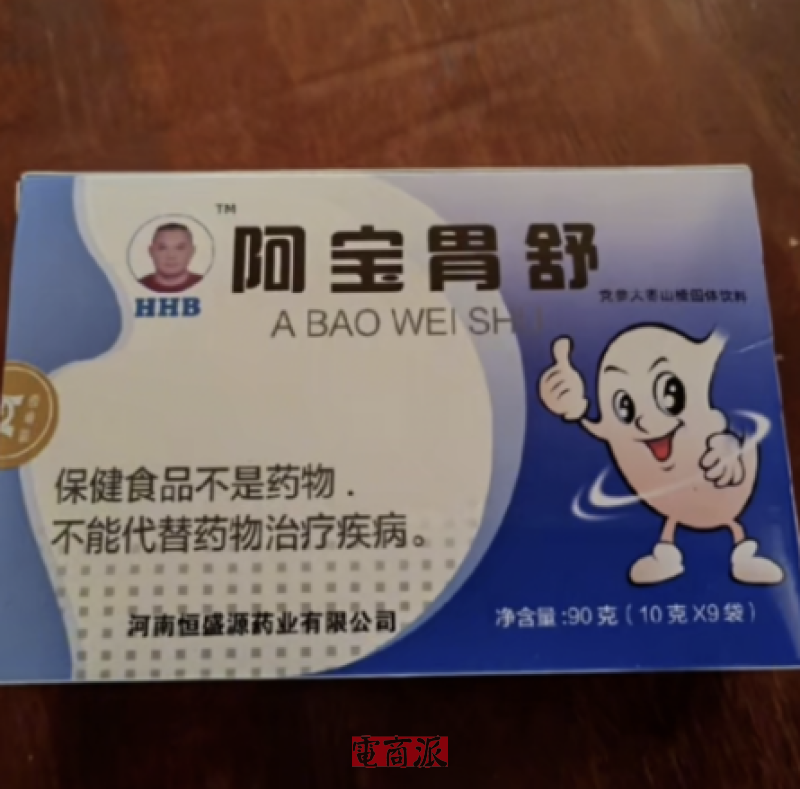 TM
阿宝胃舒
HHB
党参大枣山楂固体饮料
A BAO WEI SHU
保健食品不是药物.
不能代替药物治疗疾病。
河南恒盛源药业有限公司
净含量:90克(10克X9袋)
電商派